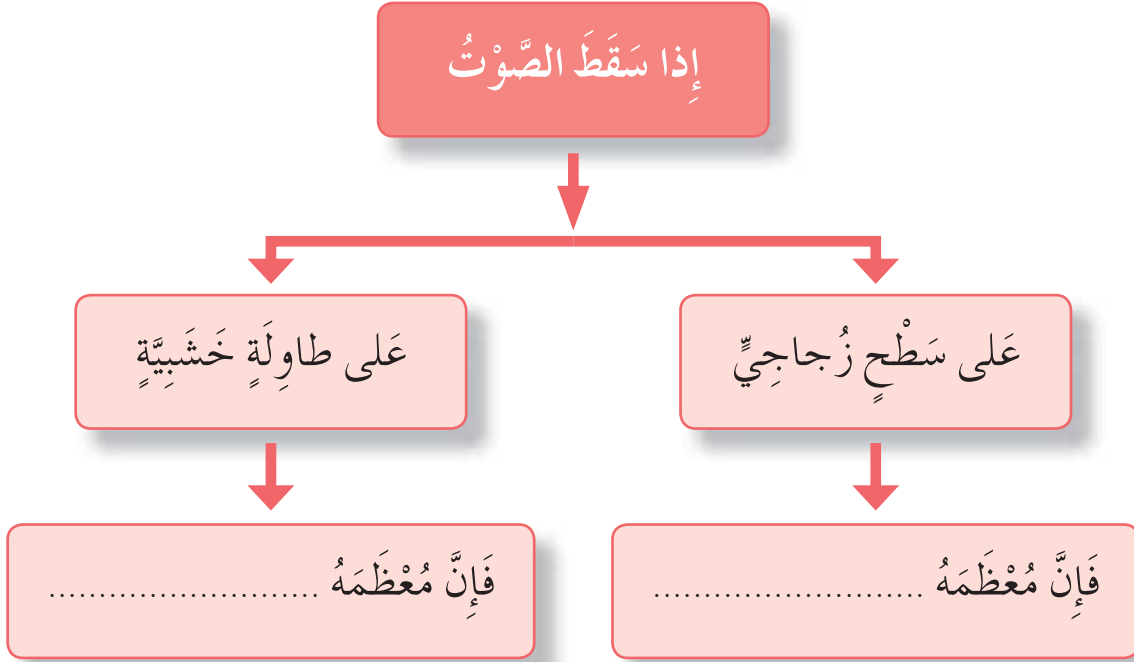 إِذا سَقَطَ الصَّوْتُ
عَلى سَطْحٍ زُجاجِيٍّ
عَلى طاوِلَةٍ خَشَبِيَّةٍ
فَإِنَّ مُعْظَمَهُ ...........................
فَإِنَّ مُعْظَمَهُ ...........................